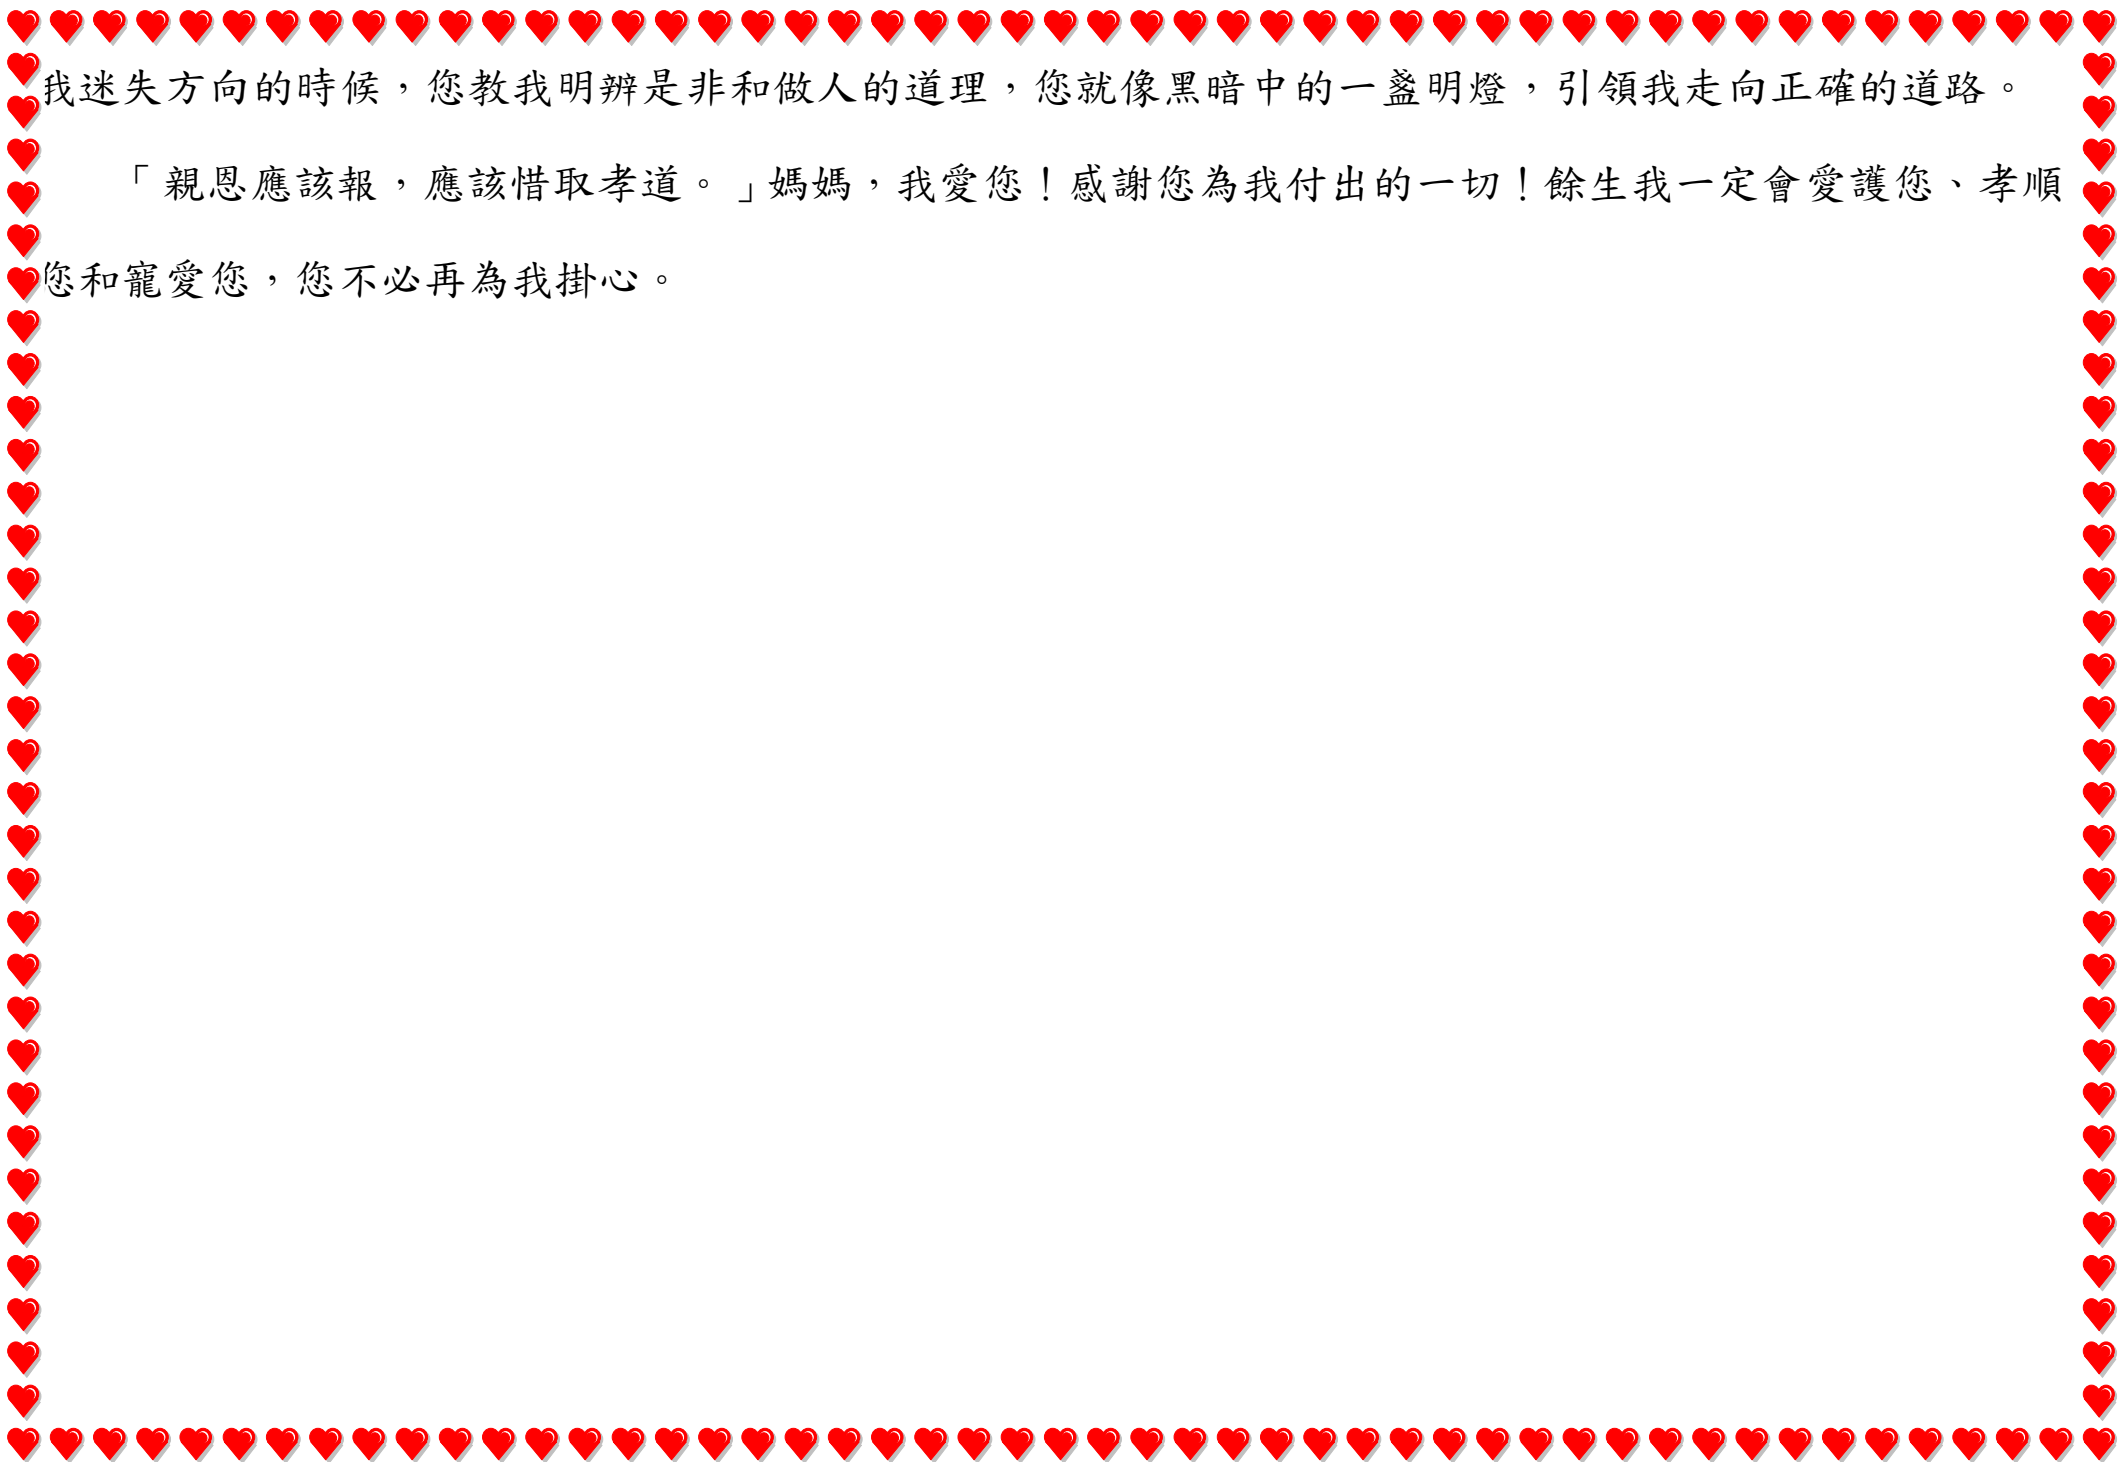 我迷失方向的時候，您教我明辨是非和做人的道理，您就像黑暗中的一盞明燈，引領我走向正確的道路。
「親恩應該報，應該惜取孝道。」媽媽，我愛您！感謝您為我付出的一切！餘生我一定會愛護您、孝順
您和寵愛您，您不必再為我掛心。